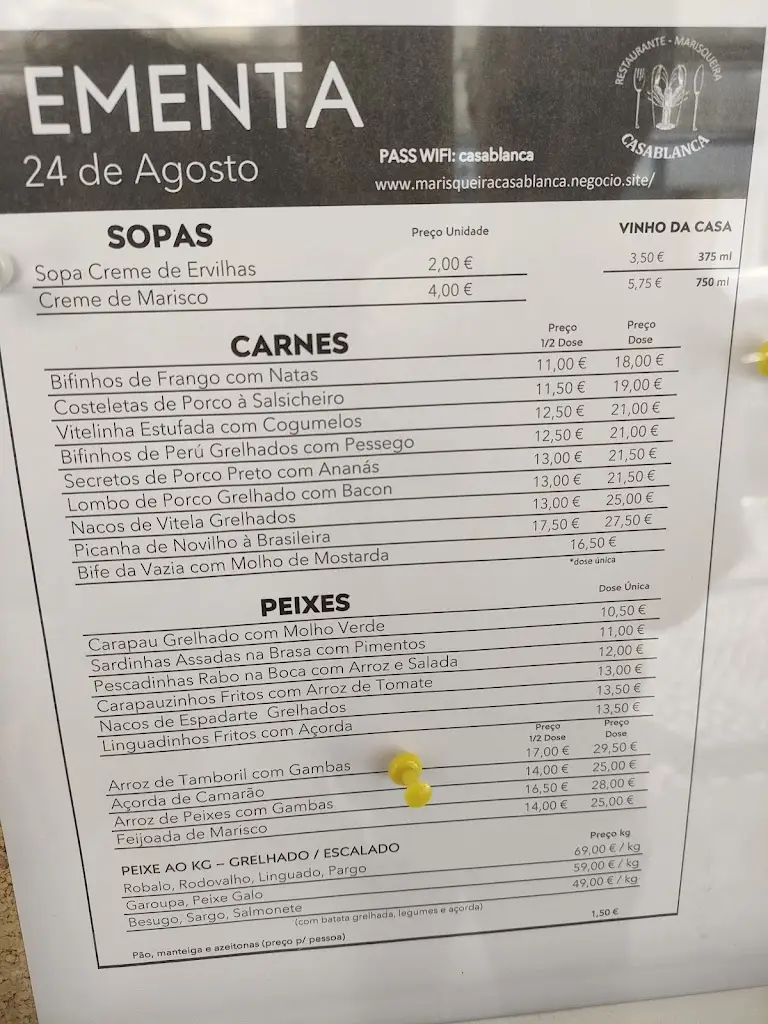 EMENTA
24 de Agosto
PASS WIFI: casablanca
www.marisqueiracasablanca.negocio.site/
RESTAURANTE - MARISQUEIRA
CASABLANCA
SOPAS Preço Unidade
Sopa Creme de Ervilhas 2,00 €
Creme de Marisco 4,00 €
VINHO DA CASA
3,50 € 375 ml
5,75 € 750 ml
CARNES Preço 1/2 Dose Preço Dose
Bifinhos de Frango com Natas 11,00 € 18,00 €
Costeletas de Porco à Salsicheiro 11,50 € 19,00 €
Vitelinha Estufada com Cogumelos 12,50 € 21,00 €
Bifinhos de Perú Grelhados com Pessego 12,50 € 21,00 €
Secretos de Porco Preto com Ananás 13,00 € 21,50 €
Lombo de Porco Grelhado com Bacon 13,00 € 21,50 €
Nacos de Vitela Grelhados 13,00 € 25,00 €
Picanha de Novilho à Brasileira 17,50 € 27,50 €
Bife da Vazia com Molho de Mostarda 16,50 €
*dose única
PEIXES Dose Única
Carapau Grelhado com Molho Verde 10,50 €
Sardinhas Assadas na Brasa com Pimentos 11,00 €
Pescadinhas Rabo na Boca com Arroz e Salada 12,00 €
Carapauzinhos Fritos com Arroz de Tomate 13,00 €
Nacos de Espadarte Grelhados 13,50 €
Linguadinhos Fritos com Açorda 13,50 €
Preço 1/2 Dose Preço Dose
Arroz de Tamboril com Gambas 17,00 € 29,50 €
Açorda de Camarão 14,00 € 25,00 €
Arroz de Peixes com Gambas 16,50 € 28,00 €
Feijoada de Marisco 14,00 € 25,00 €
PEIXE AO KG – GRELHADO / ESCALADO Preço kg
Robalo, Rodovalho, Linguado, Pargo 69,00 € / kg
Garoupa, Peixe Galo 59,00 € / kg
Besugo, Sargo, Salmonete 49,00 € / kg
(com batata grelhada, legumes e açorda)
Pão, manteiga e azeitonas (preço p/ pessoa) 1,50 €